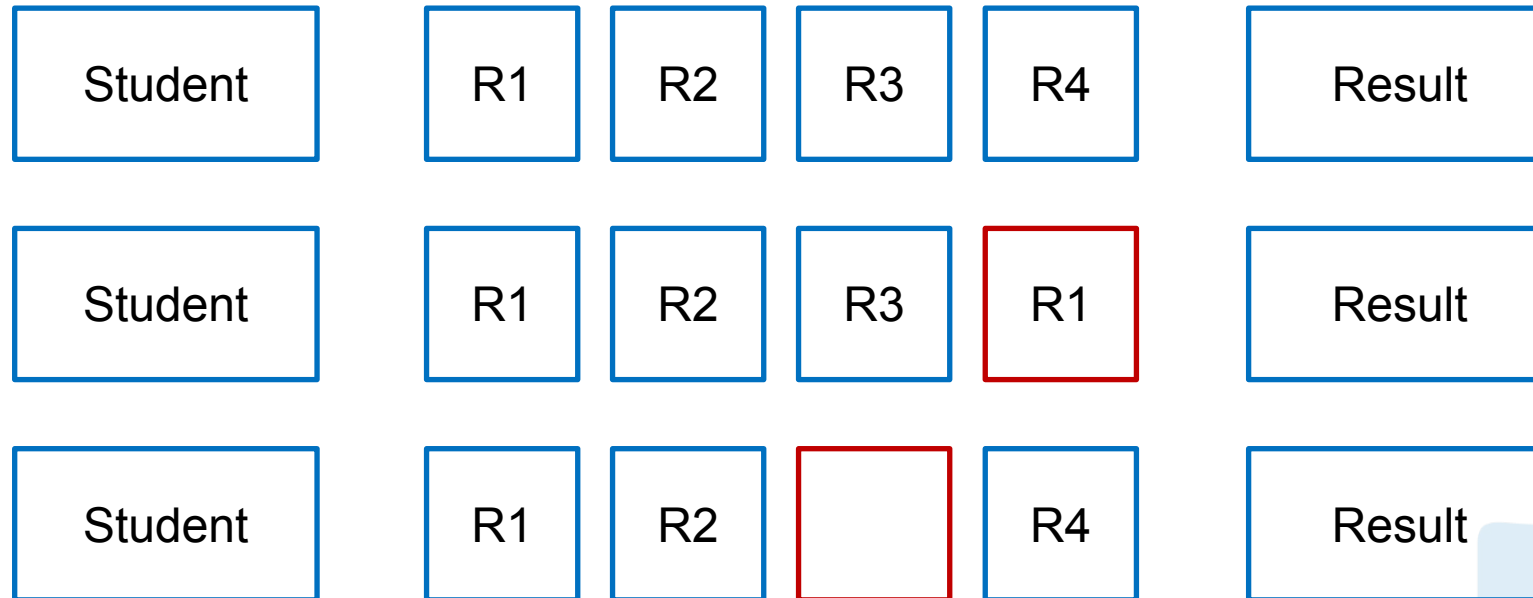 Student R1 R2 R3 R4 Result
Student R1 R2 R3 R1 Result
Student R1 R2 R4 Result